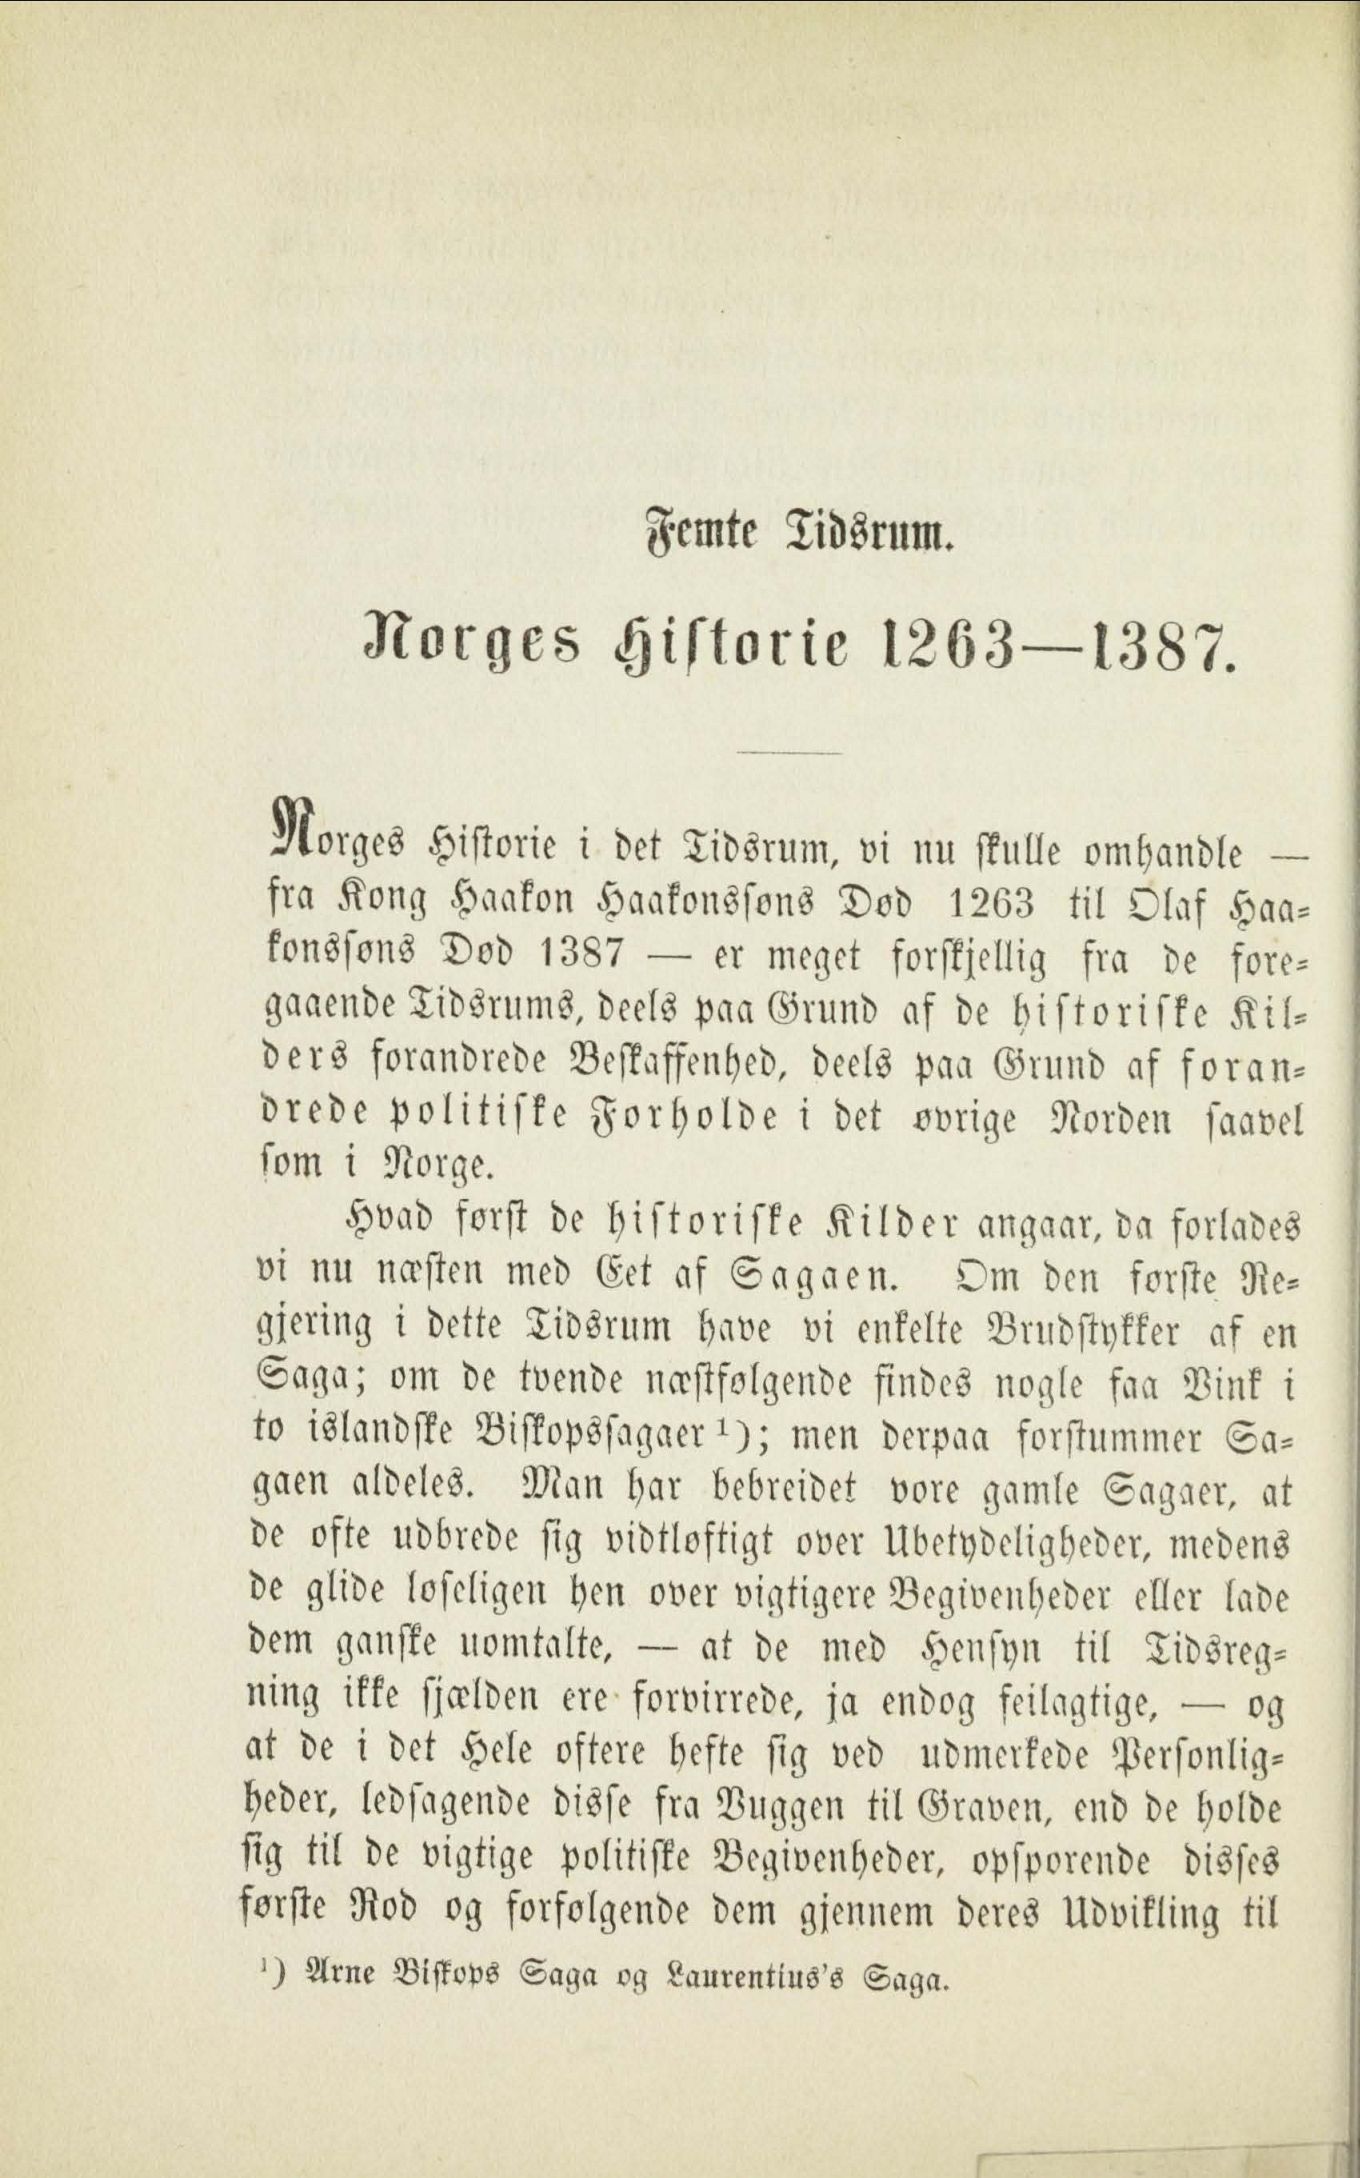 Femte Tidsrum.
Norges Historie 1263—1387.
Norges Historie i det Tidsrum, vi nu skulle omhandle —
fra Kong Haakon Haakonssøns Død 1263 til Olaf Haa-
konssøns Død 1387 — er meget forskjellig fra de fore-
gaaende Tidsrums, deels paa Grund af de historiske Kil-
ders forandrede Beskaffenhed, deels paa Grund af foran-
drede politiske Forholde i det øvrige Norden saavel
som i Norge.
Hvad først de historiske Kilder angaar, da forlades
vi nu næsten med Eet af Sagaen. Om den første Re-
gjering i dette Tidsrum have vi enkelte Brudstykker af en
Saga; om de tvende næstfølgende findes nogle faa Vink i
to islandske Biskopssagaer ¹); men derpaa forstummer Sa-
gaen aldeles. Man har bebreidet vore gamle Sagaer, at
de ofte udbrede sig vidtløftigt over Ubetydeligheder, medens
de glide løseligen hen over vigtigere Begivenheder eller lade
dem ganske uomtalte, — at de med Hensyn til Tidsreg-
ning ikke sjælden ere forvirrede, ja endog feilagtige, — og
at de i det Hele oftere hefte sig ved udmerkede Personlig-
heder, ledsagende disse fra Vuggen til Graven, end de holde
sig til de vigtige politiske Begivenheder, opsporende disses
første Rod og forfølgende dem gjennem deres Udvikling til
¹) Arne Biskops Saga og Laurentius's Saga.